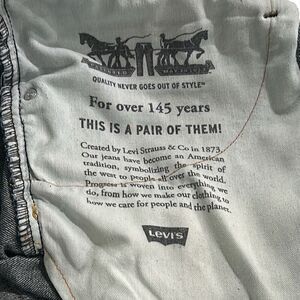 QUALITY NEVER GOES OUT OF STYLE™
For over 145 years
THIS IS A PAIR OF THEM!
Created by Levi Strauss & Co in 1873.
Our jeans have become an American
tradition, symbolizing the spirit of
the west to people all over the world.
Progress is woven into everything we
do, from how we make our clothing to
how we care for people and the planet.
Levi's